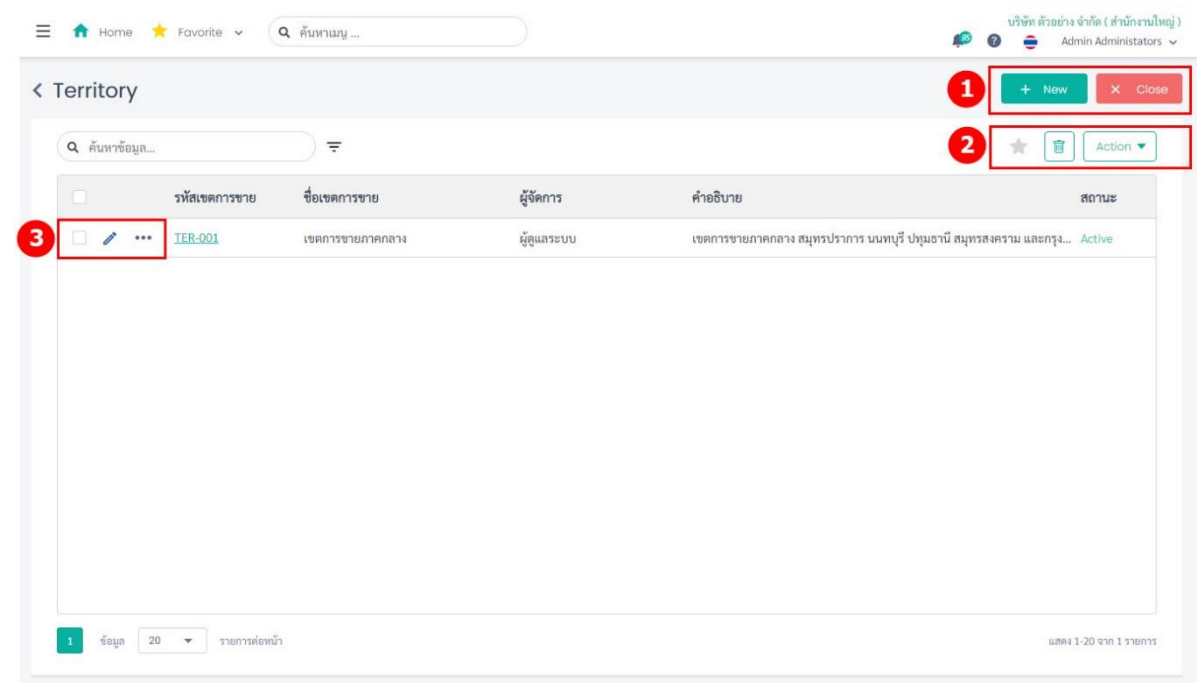 บริษัท ตัวอย่าง จำกัด ( สำนักงานใหญ่ )
Home Favorite ค้นหาเมนู ... 95 Admin Administators
Territory 1 + New × Close
ค้นหาข้อมูล... 2 Action
รหัสเขตการขาย ชื่อเขตการขาย ผู้จัดการ คำอธิบาย สถานะ
3 TER-001 เขตการขายภาคกลาง ผู้ดูแลระบบ เขตการขายภาคกลาง สมุทรปราการ นนทบุรี ปทุมธานี สมุทรสงคราม และกรุง... Active
1 ข้อมูล 20 รายการต่อหน้า แสดง 1-20 จาก 1 รายการ